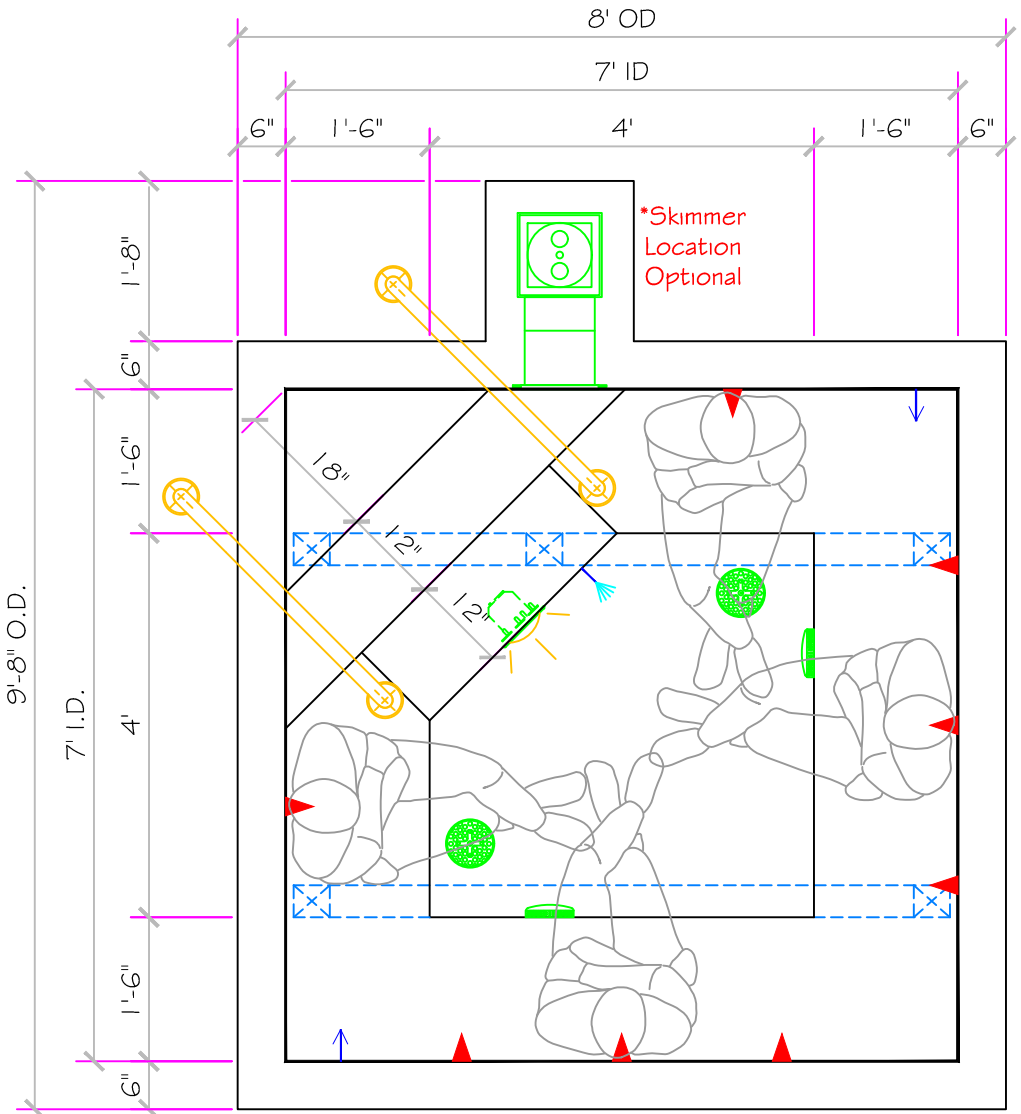 8' OD
7' ID
6" 1'-6" 4' 1'-6" 6"
*Skimmer
Location
Optional
1'-8"
6"
1'-6"
18"
12"
12"
9'-8" O.D.
7' I.D.
4'
1'-6"
6"